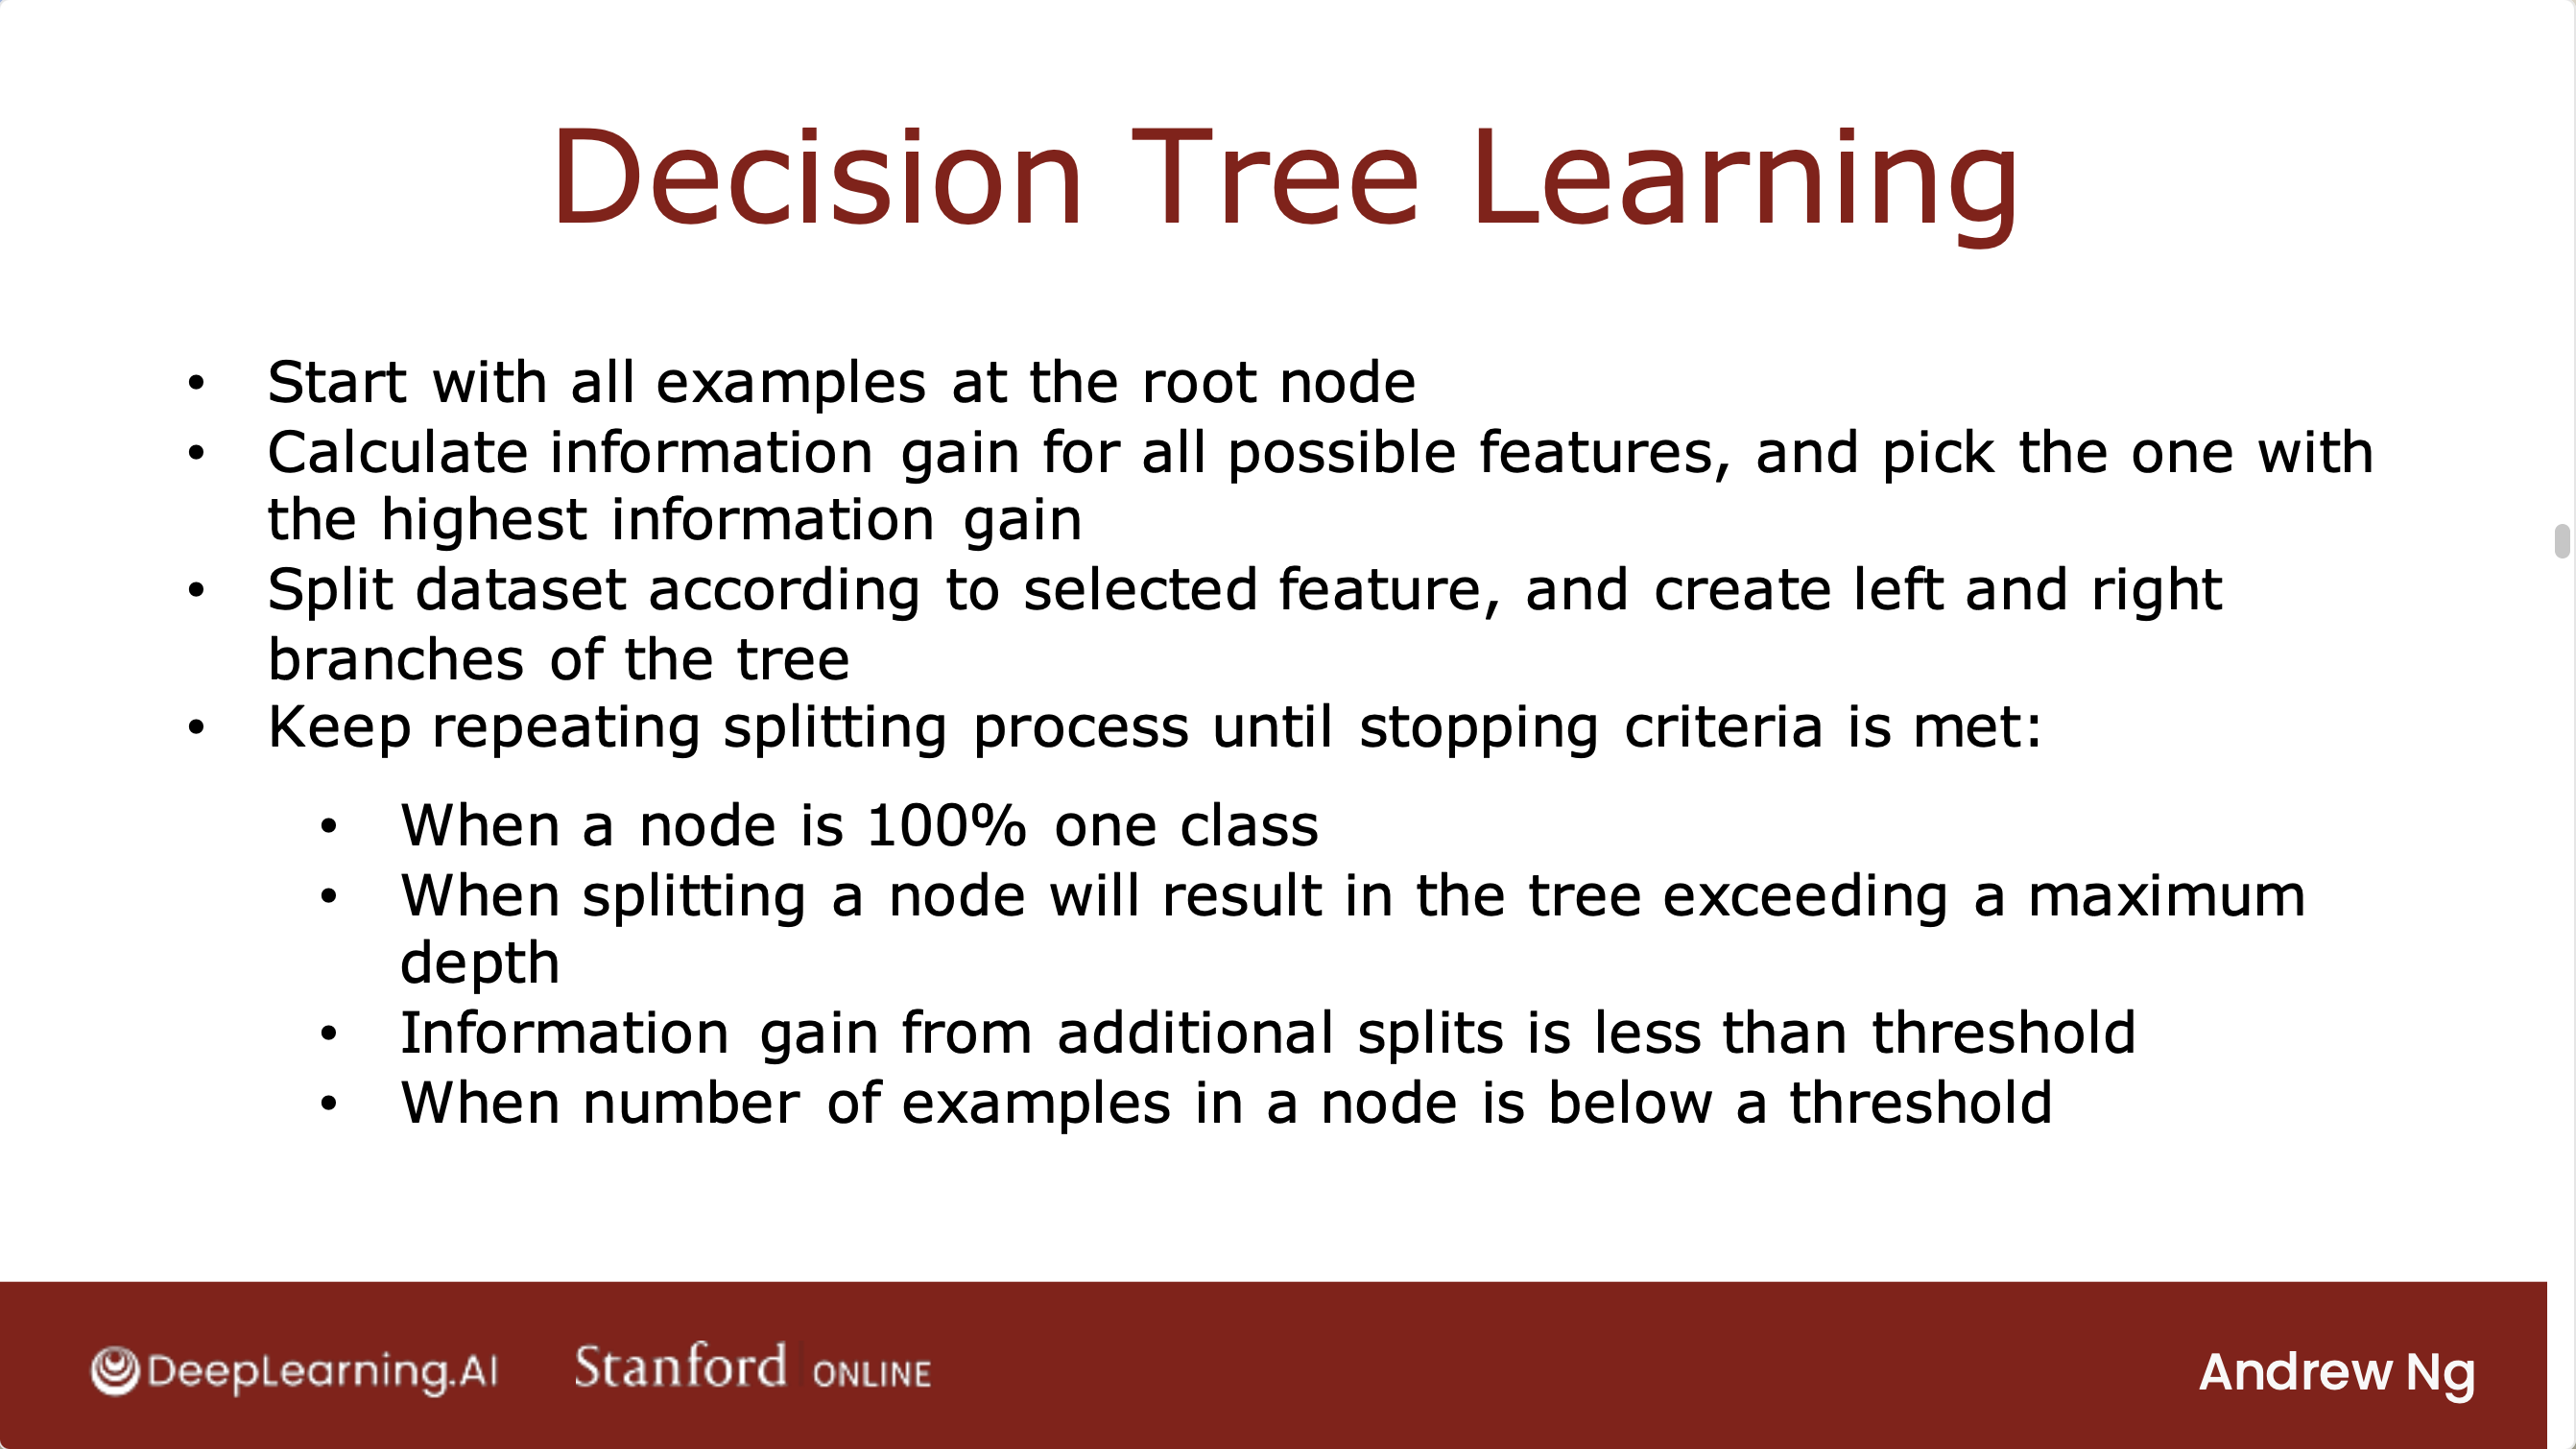 Decision Tree Learning
• Start with all examples at the root node
• Calculate information gain for all possible features, and pick the one with
the highest information gain
• Split dataset according to selected feature, and create left and right
branches of the tree
• Keep repeating splitting process until stopping criteria is met:
• When a node is 100% one class
• When splitting a node will result in the tree exceeding a maximum
depth
• Information gain from additional splits is less than threshold
• When number of examples in a node is below a threshold
DeepLearning.AI Stanford ONLINE Andrew Ng